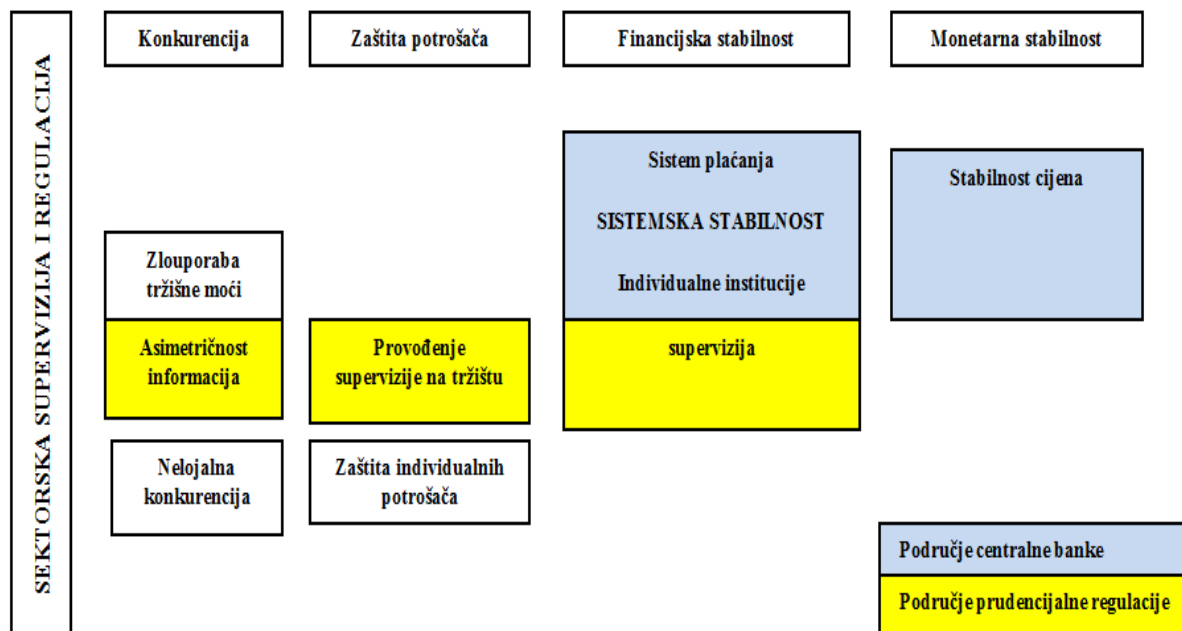 SEKTORSKA SUPERVIZIJA I REGULACIJA
Konkurencija
Zaštita potrošača
Financijska stabilnost
Monetarna stabilnost
Sistem plaćanja
SISTEMSKA STABILNOST
Individualne institucije
Stabilnost cijena
Zlouporaba
tržišne moći
Asimetričnost
informacija
Provođenje
supervizije na tržištu
supervizija
Nelojalna
konkurencija
Zaštita individualnih
potrošača
Područje centralne banke
Područje prudencijalne regulacije